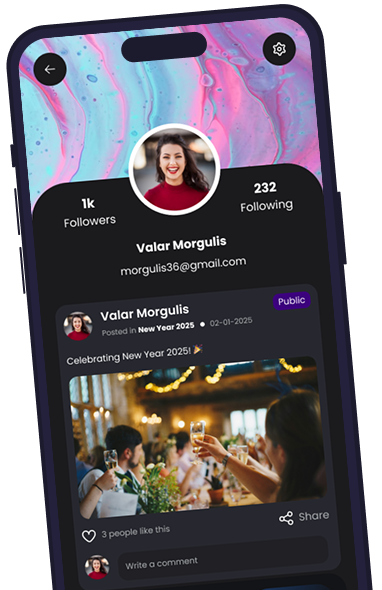 1k
Followers
232
Following
Valar Morgulis
morgulis36@gmail.com
Valar Morgulis
Public
Posted in New Year 2025 ● 02-01-2025
Celebrating New Year 2025! 🎉
3 people like this
Share
Write a comment